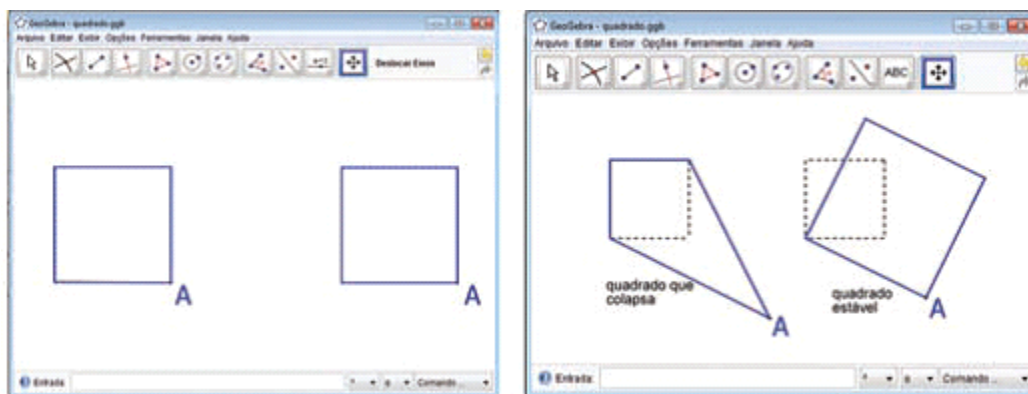 GeoGebra - quadrado.ggb
Arquivo Editar Exibir Opções Ferramentas Janela Ajuda
Deslocar Eixos
A
A
Entrada:
Comando ...
GeoGebra - quadrado.ggb
Arquivo Editar Exibir Opções Ferramentas Janela Ajuda
ABC
quadrado que
colapsa
A
quadrado
estável
A
Entrada:
Comando ...